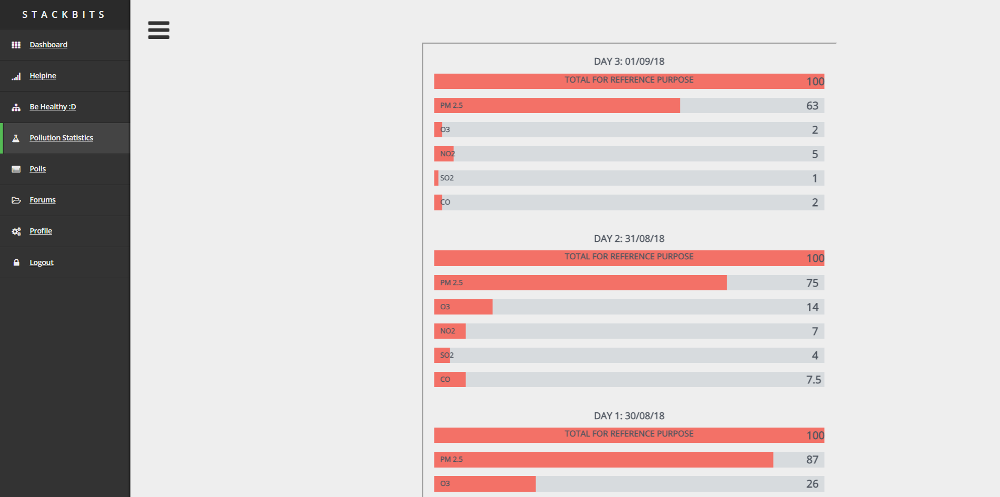 STACKBITS
Dashboard
Helpine
Be Healthy :D
Pollution Statistics
Polls
Forums
Profile
Logout
DAY 3: 01/09/18
TOTAL FOR REFERENCE PURPOSE 100
PM 2.5 63
O3 2
NO2 5
SO2 1
CO 2
DAY 2: 31/08/18
TOTAL FOR REFERENCE PURPOSE 100
PM 2.5 75
O3 14
NO2 7
SO2 4
CO 7.5
DAY 1: 30/08/18
TOTAL FOR REFERENCE PURPOSE 100
PM 2.5 87
O3 26